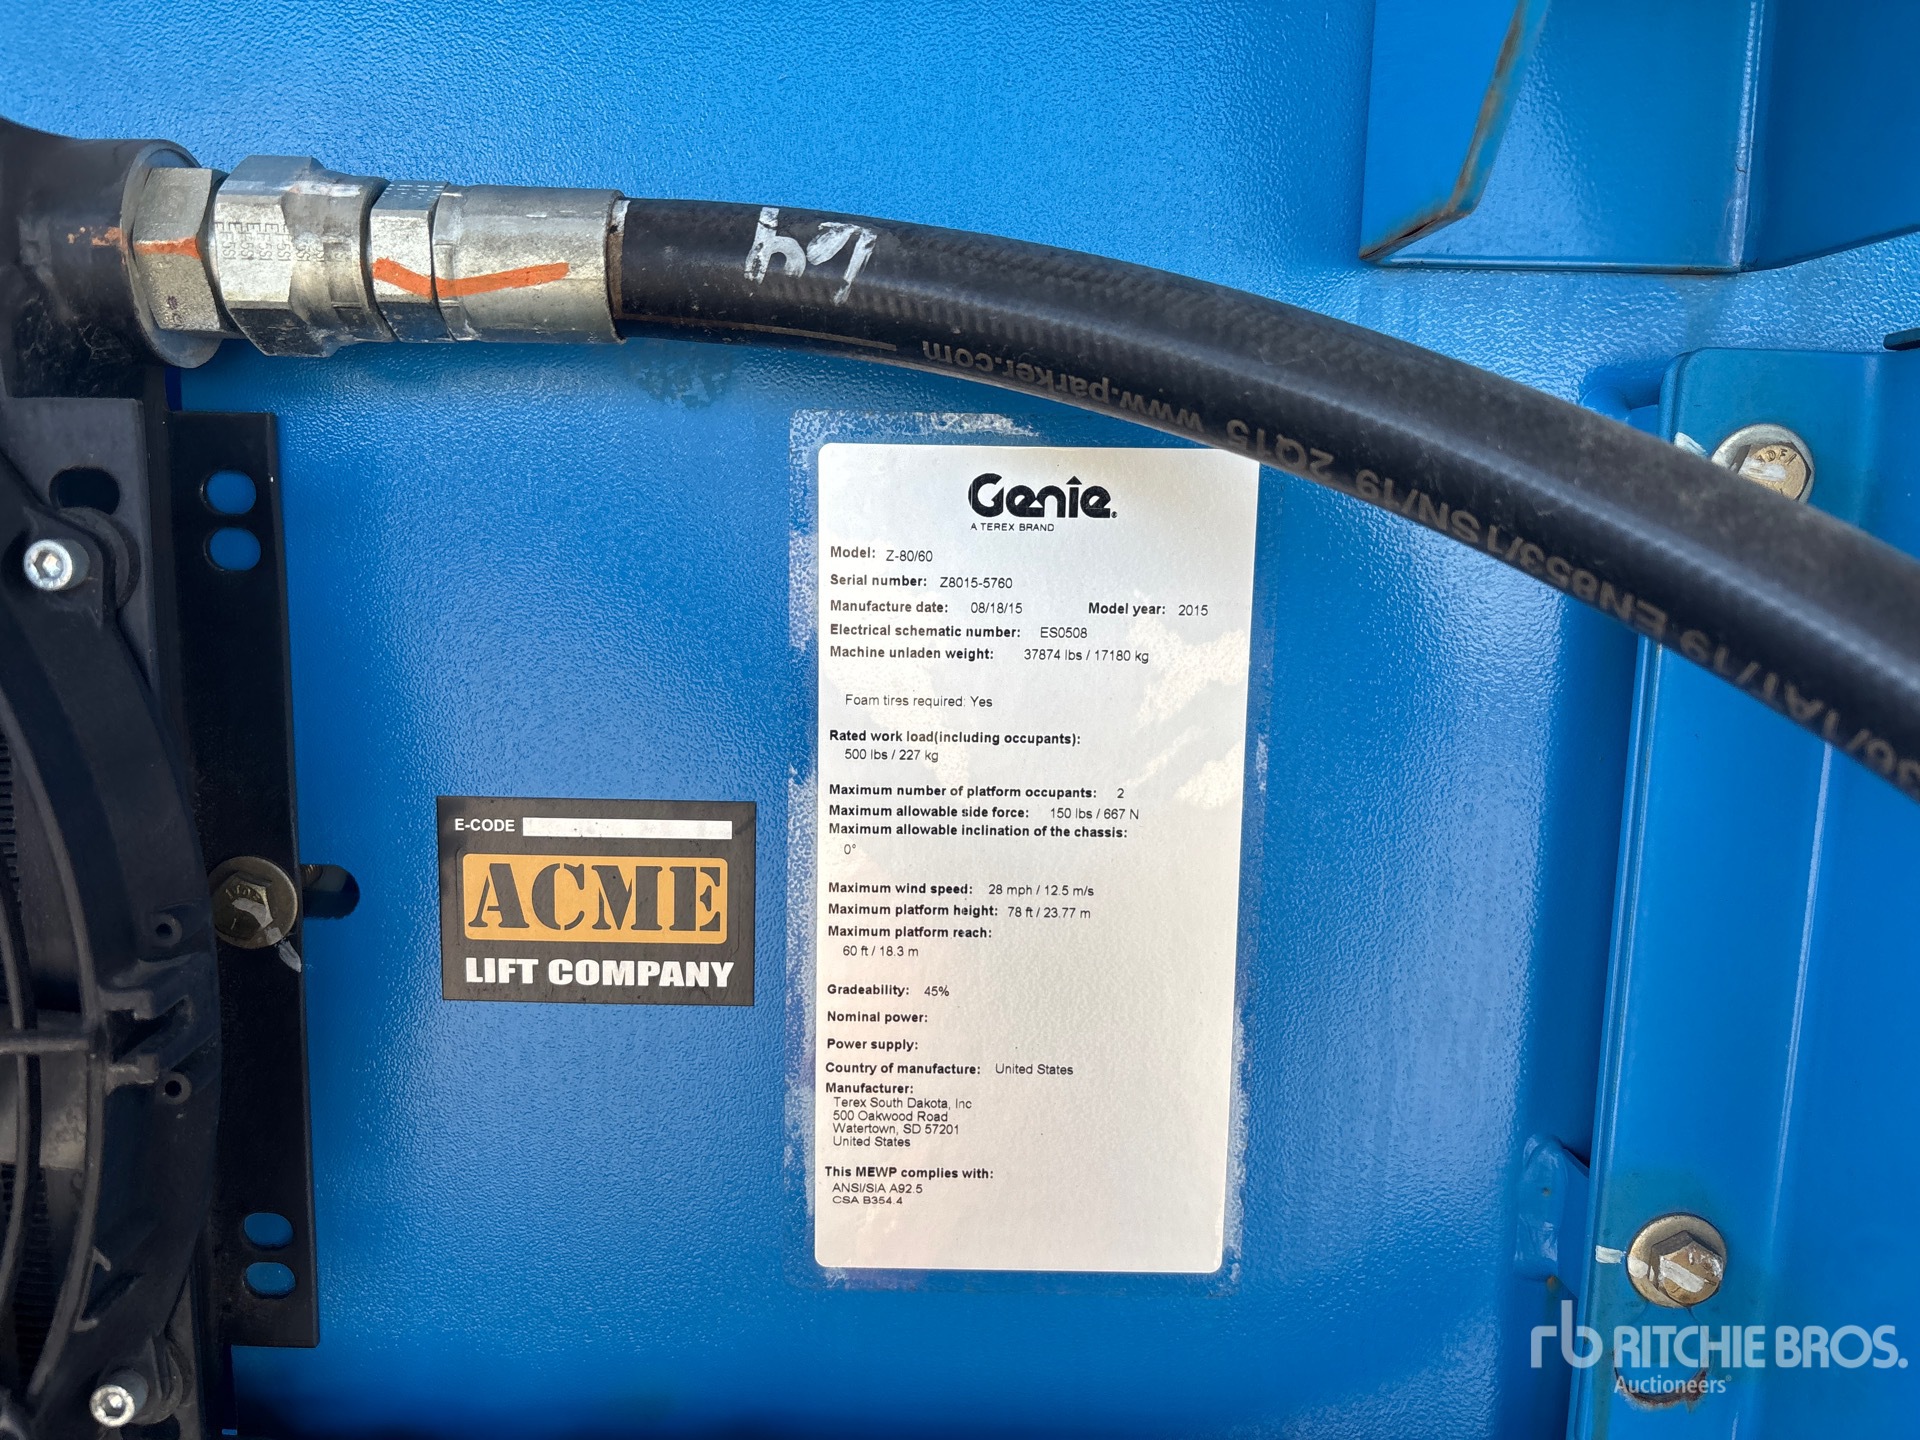 www.parker.com 2Q15
EN853/1SN/19
1AT/19
Genie
A TEREX BRAND
Model: Z-80/60
Serial number: Z8015-5760
Manufacture date: 08/18/15 Model year: 2015
Electrical schematic number: ES0508
Machine unladen weight: 37874 lbs / 17180 kg
Foam tires required: Yes
Rated work load(including occupants):
500 lbs / 227 kg
Maximum number of platform occupants: 2
Maximum allowable side force: 150 lbs / 667 N
Maximum allowable inclination of the chassis:
0°
Maximum wind speed: 28 mph / 12.5 m/s
Maximum platform height: 78 ft / 23.77 m
Maximum platform reach:
60 ft / 18.3 m
Gradeability: 45%
Nominal power:
Power supply:
Country of manufacture: United States
Manufacturer:
Terex South Dakota, Inc
500 Oakwood Road
Watertown, SD 57201
United States
This MEWP complies with:
ANSI/SIA A92.5
CSA B354.4
E-CODE
ACME
LIFT COMPANY
rb RITCHIE BROS.
Auctioneers